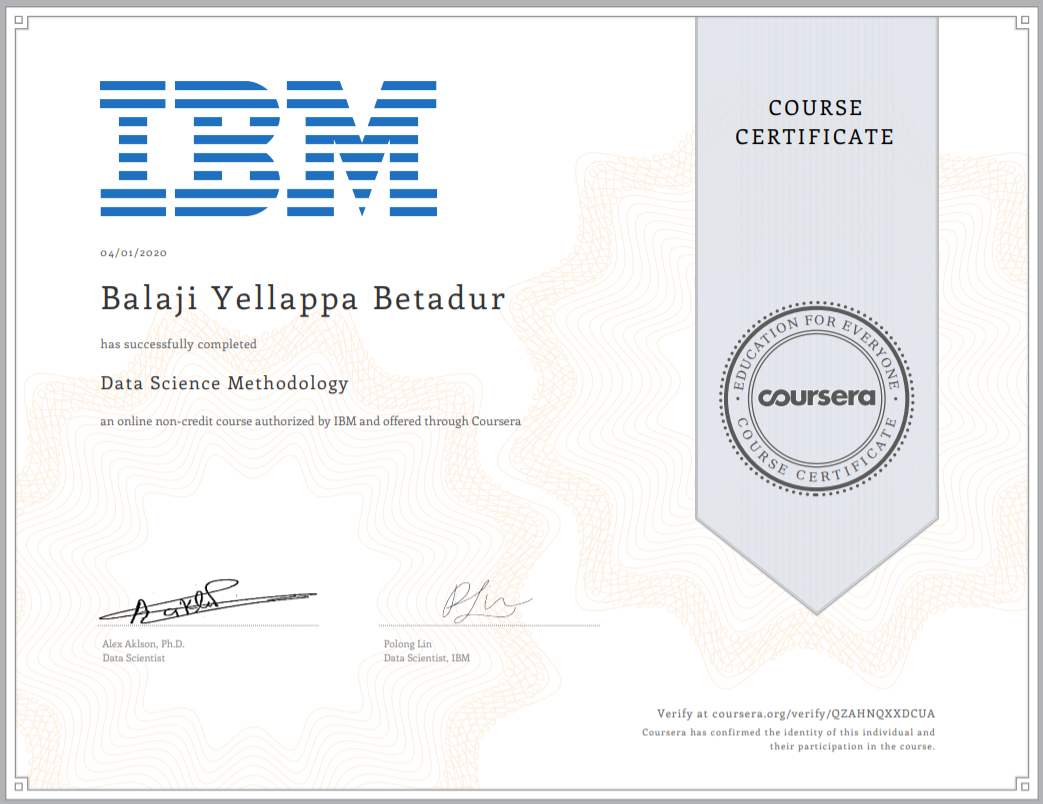 IBM
COURSE
CERTIFICATE
04/01/2020
Balaji Yellappa Betadur
has successfully completed
Data Science Methodology
an online non-credit course authorized by IBM and offered through Coursera
EDUCATION FOR EVERYONE
coursera
COURSE CERTIFICATE
Alex Aklson, Ph.D.
Data Scientist
Polong Lin
Data Scientist, IBM
Verify at coursera.org/verify/QZAHNQXXDCUA
Coursera has confirmed the identity of this individual and
their participation in the course.